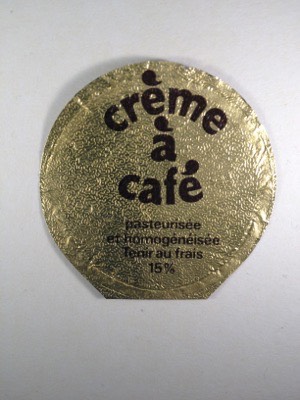 crème
à
café
pasteurisée
et homogénéisée
tenir au frais
15%